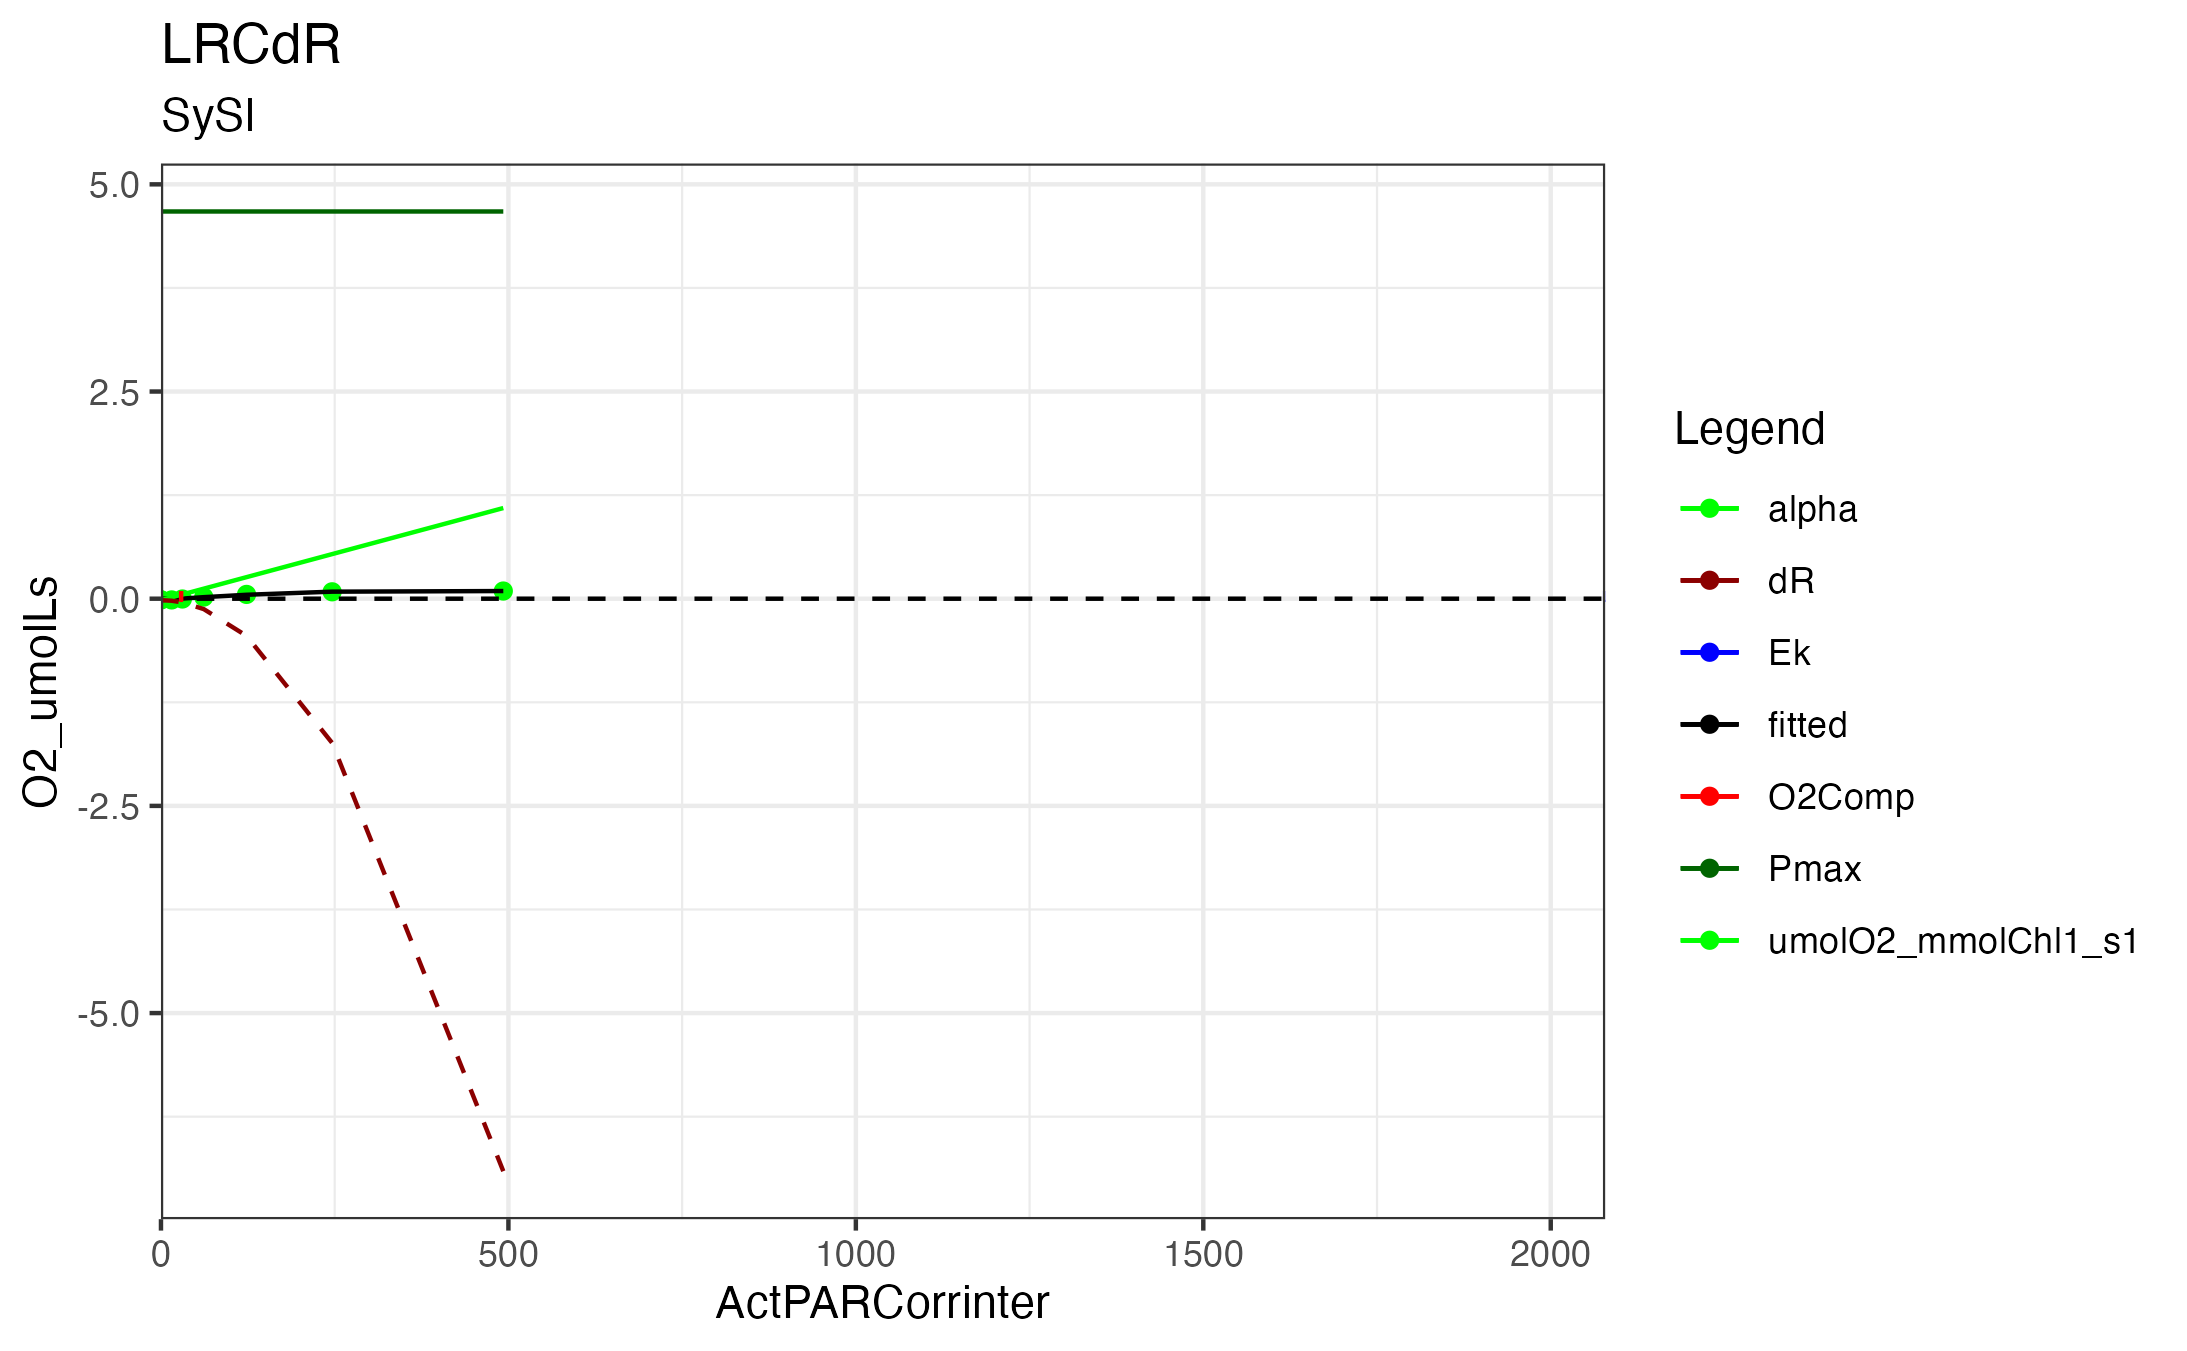 LRCdR
SySI
5.0
2.5
0.0
-2.5
-5.0
O2_umolLs
0
500
1000
1500
2000
ActPARCorrinter
Legend
alpha
dR
Ek
fitted
O2Comp
Pmax
umolO2_mmolChl1_s1